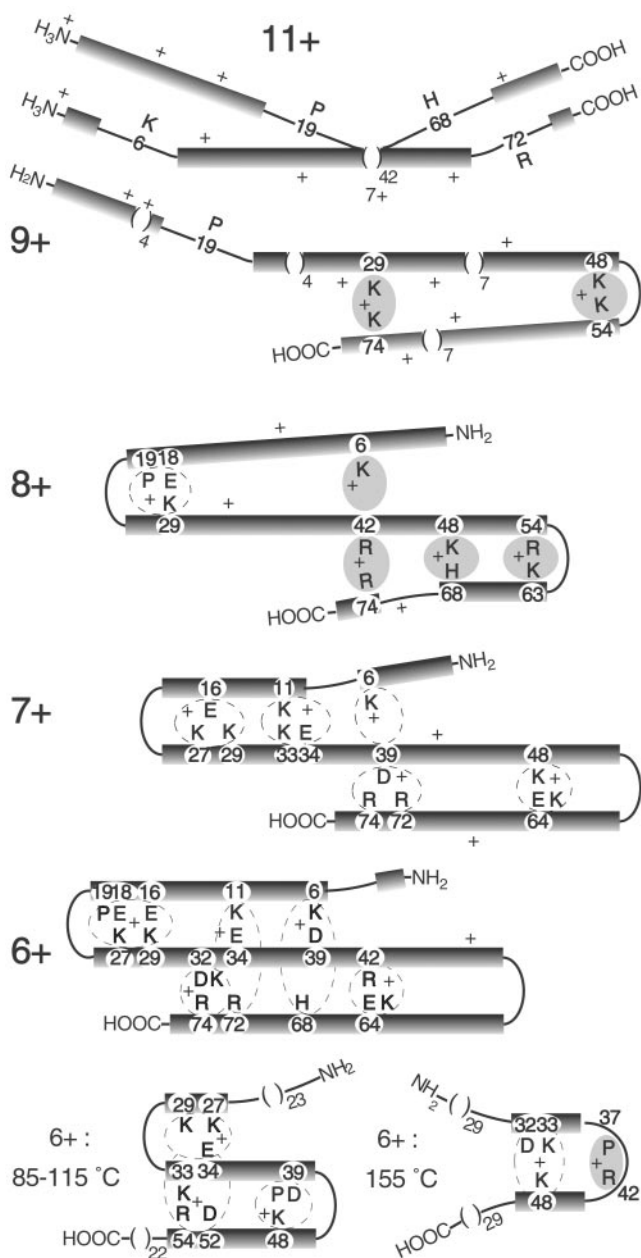 11+
H3N + + + P 19 H 68 + COOH
H3N + K 6 + ( ) 42 7+ + + 72 R COOH
9+
H2N + + ( ) 4 P 19
( ) 4 29 ( ) 7 + 48
+ K + K + + K K
HOOC 74 + ( ) 7 + 54
8+
+ 6 NH2
19 18 K +
P E + K
29 + 42 48 54
R + R K + H R + K
HOOC 74 + 68 63
7+
16 11 6 NH2
+ E K + K +
K K K E
27 29 33 34 39 + 48
D + K +
R R E K
HOOC 74 72 64
+
6+
19 18 16 11 6 NH2
P E + E K K
K K + E + D +
27 29 32 34 39 42
D K R +
+ R R H E K
HOOC 74 72 68 64
6+ :
85-115 °C
29 27 ( ) 23 NH2
K K
E +
33 34 39
K P D
R + D + K
HOOC ( ) 22 54 52 48
6+ :
155 °C
NH2 ( ) 29 32 33 37
D K P
+ + R
K 42
48
HOOC ( ) 29